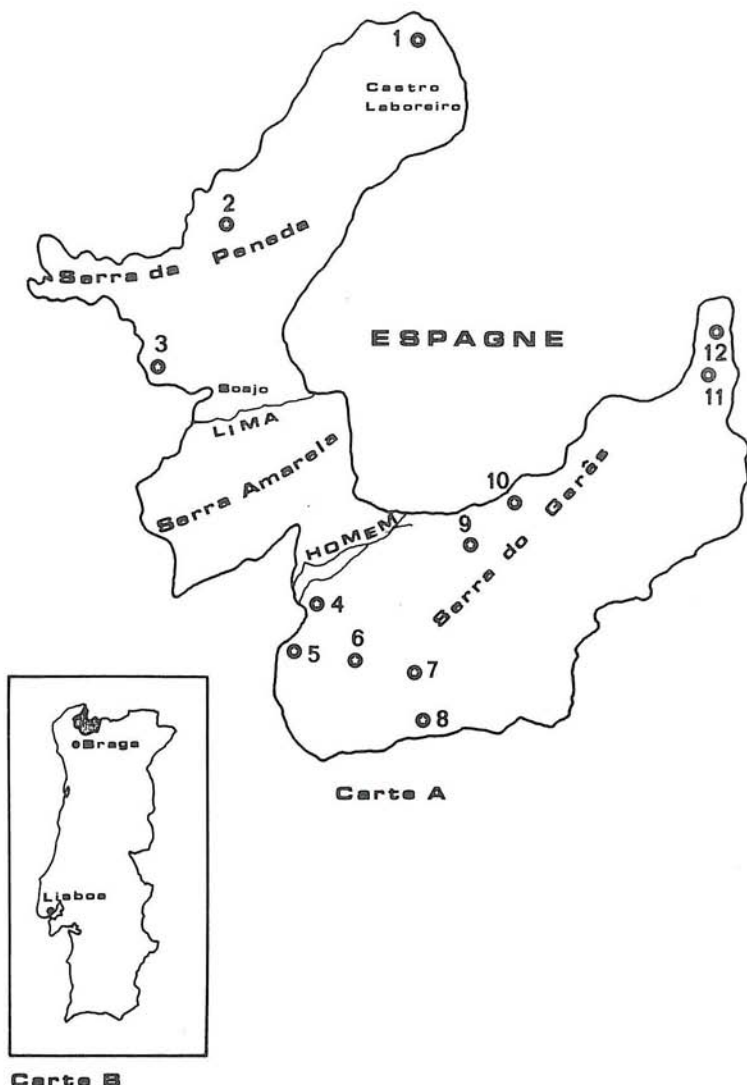 1
Castro
Laboreiro
2
Serra da Peneda
ESPAGNE
3
Soajo
12
11
LIMA
Serra Amarela
10
HOMEM
9
Serra do Gerês
4
5
6
7
8
Carte A
Braga
Lisboa
Carte B